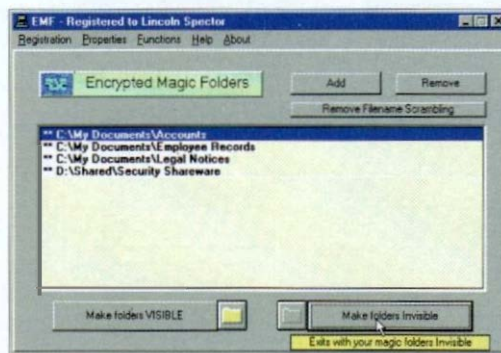 EMF - Registered to Lincoln Spector
Registration Properties Functions Help About
Encrypted Magic Folders
Add
Remove
Remove Filename Scrambling
** C:\My Documents\Accounts
** C:\My Documents\Employee Records
** C:\My Documents\Legal Notices
** D:\Shared\Security Shareware
Make folders VISIBLE
Make folders Invisible
Exits with your magic folders Invisible